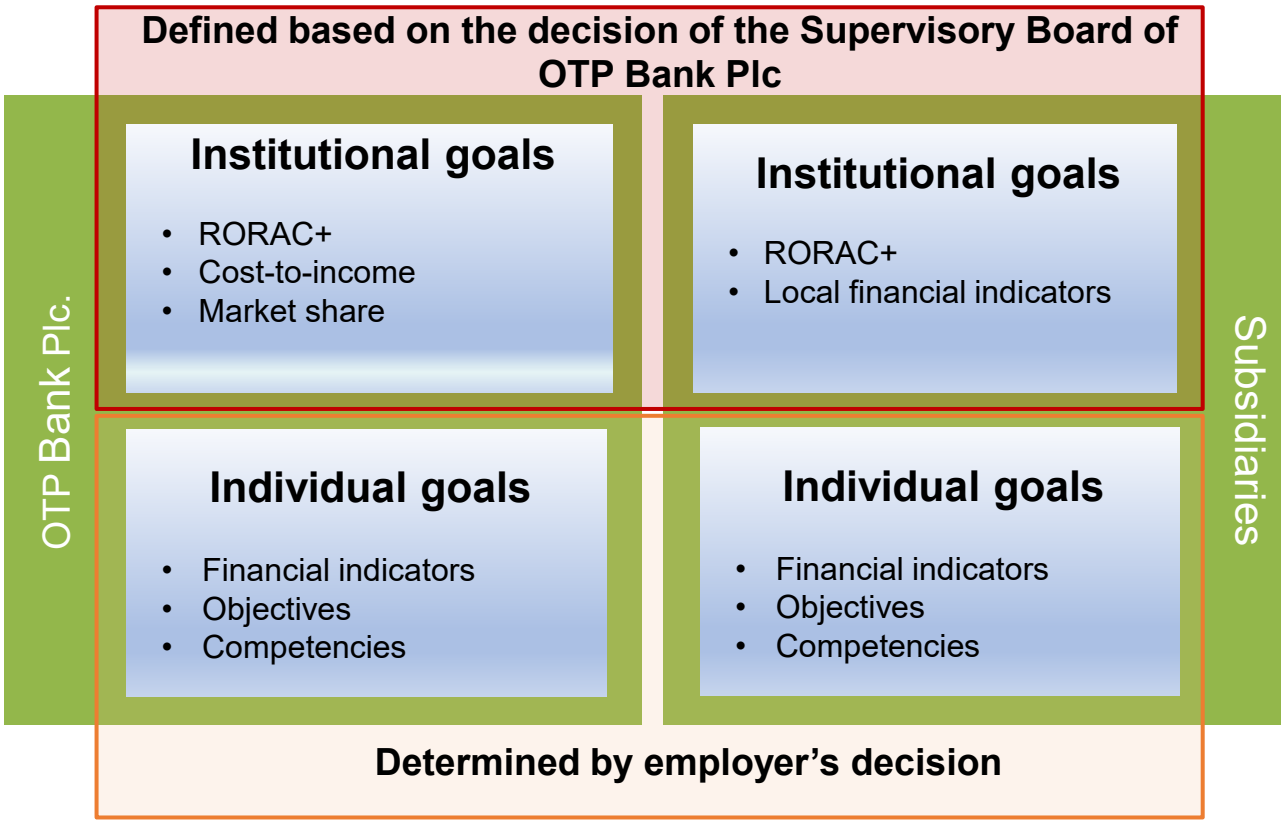 Defined based on the decision of the Supervisory Board of
OTP Bank Plc
OTP Bank Plc.
Institutional goals
• RORAC+
• Cost-to-income
• Market share
Institutional goals
• RORAC+
• Local financial indicators
Subsidiaries
Individual goals
• Financial indicators
• Objectives
• Competencies
Individual goals
• Financial indicators
• Objectives
• Competencies
Determined by employer’s decision